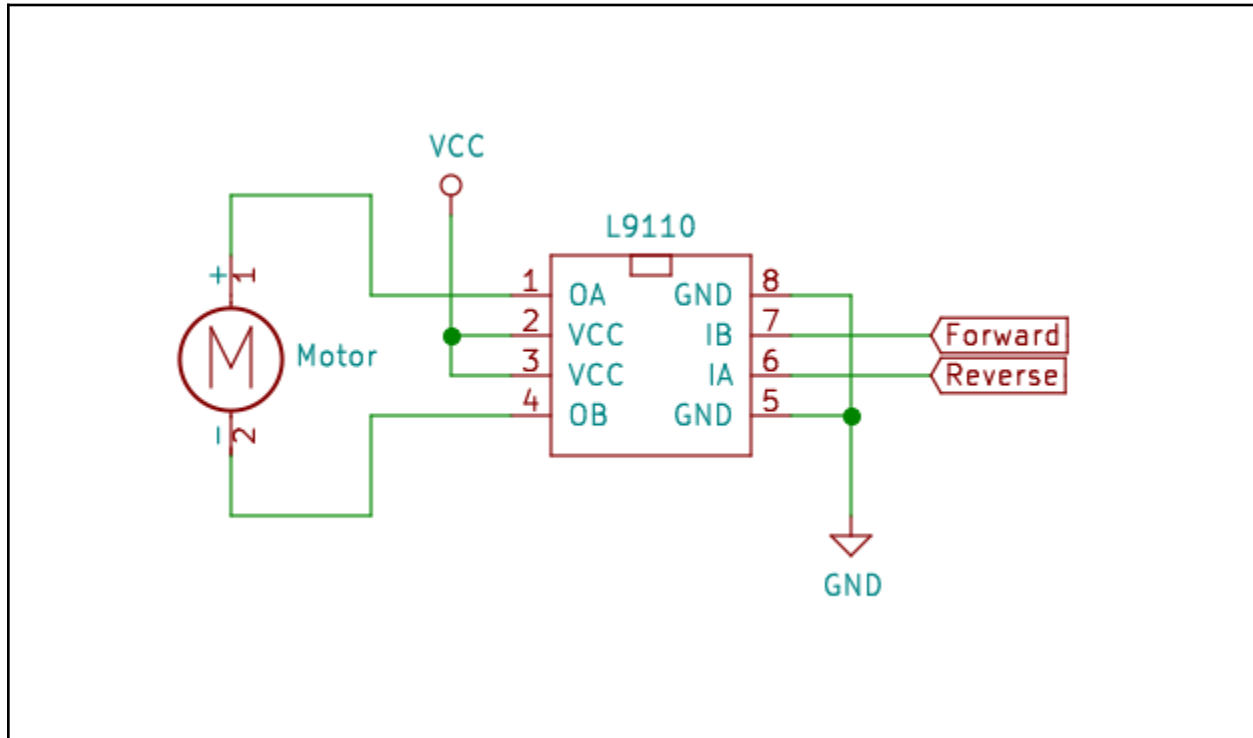 VCC
L9110
+ 1
M
Motor
- 2
1 OA
2 VCC
3 VCC
4 OB
GND 8
IB 7
IA 6
GND 5
Forward
Reverse
GND